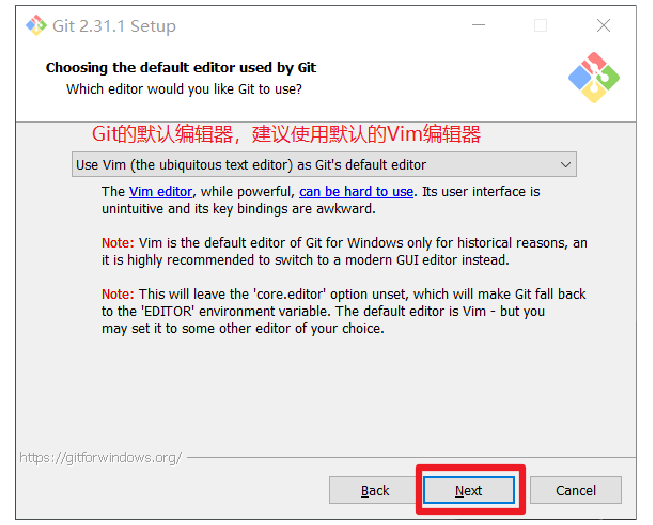 Git 2.31.1 Setup
Choosing the default editor used by Git
Which editor would you like Git to use?
Git的默认编辑器，建议使用默认的Vim编辑器
Use Vim (the ubiquitous text editor) as Git's default editor
The Vim editor, while powerful, can be hard to use. Its user interface is
unintuitive and its key bindings are awkward.
Note: Vim is the default editor of Git for Windows only for historical reasons, an
it is highly recommended to switch to a modern GUI editor instead.
Note: This will leave the 'core.editor' option unset, which will make Git fall back
to the 'EDITOR' environment variable. The default editor is Vim - but you
may set it to some other editor of your choice.
https://gitforwindows.org/
Back
Next
Cancel